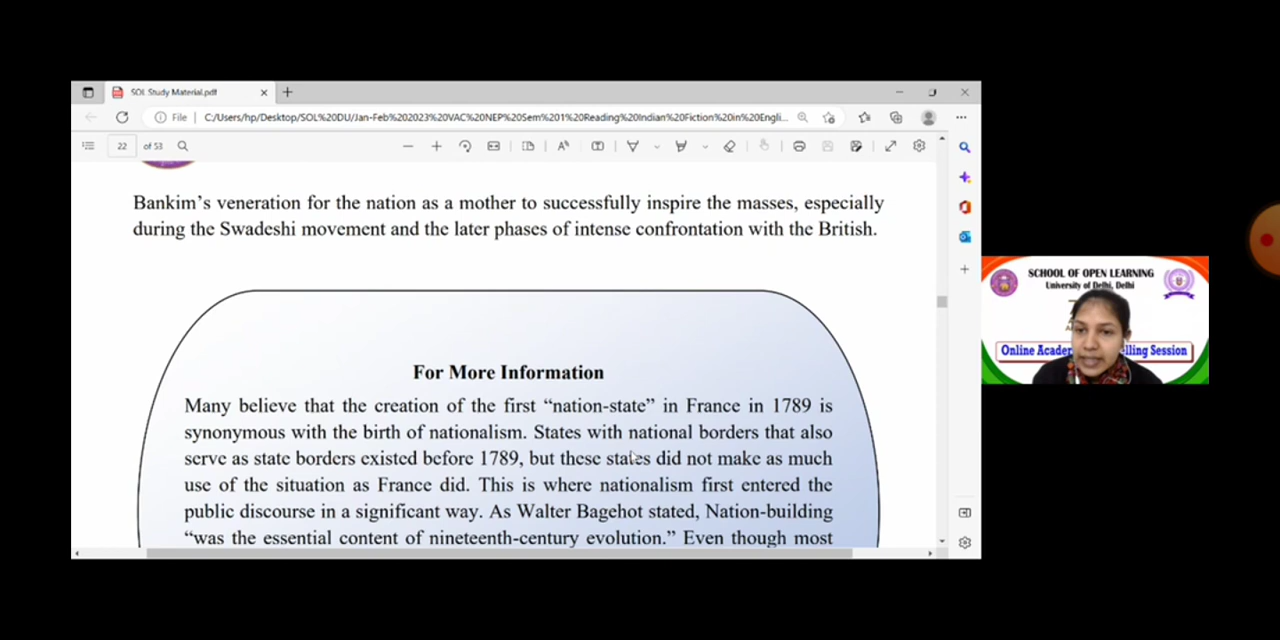 SOL Study Material.pdf
File
C:/Users/hp/Desktop/SOL%20DU/Jan-Feb%202023%20VAC%20NEP%20Sem%201%20Reading%20Indian%20Fiction%20in%20Engli...
22 of 53
Bankim's veneration for the nation as a mother to successfully inspire the masses, especially
during the Swadeshi movement and the later phases of intense confrontation with the British.
For More Information
Many believe that the creation of the first “nation-state” in France in 1789 is
synonymous with the birth of nationalism. States with national borders that also
serve as state borders existed before 1789, but these states did not make as much
use of the situation as France did. This is where nationalism first entered the
public discourse in a significant way. As Walter Bagehot stated, Nation-building
“was the essential content of nineteenth-century evolution.” Even though most
SCHOOL OF OPEN LEARNING
University of Delhi, Delhi
Online Acade
lling Session